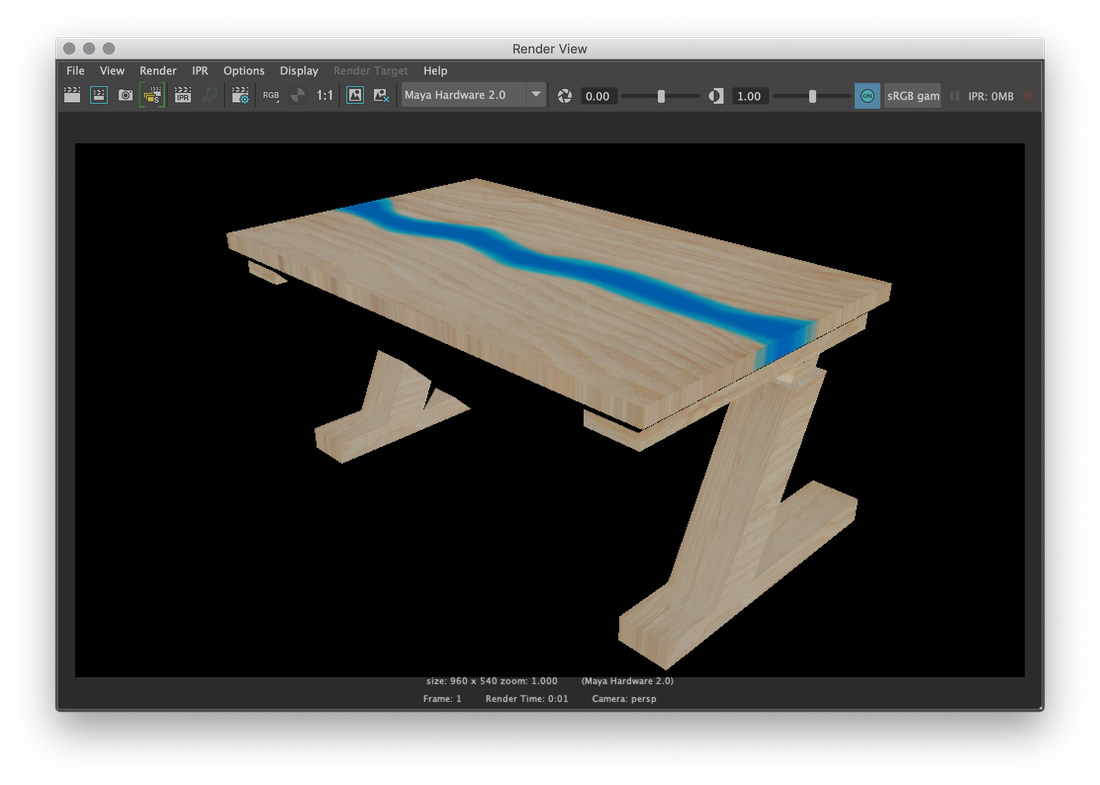 Render View
File View Render IPR Options Display Render Target Help
IPR RGB 1:1 Maya Hardware 2.0 0.00 1.00 ON sRGB gam IPR: 0MB
size: 960 x 540 zoom: 1.000 (Maya Hardware 2.0)
Frame: 1 Render Time: 0:01 Camera: persp